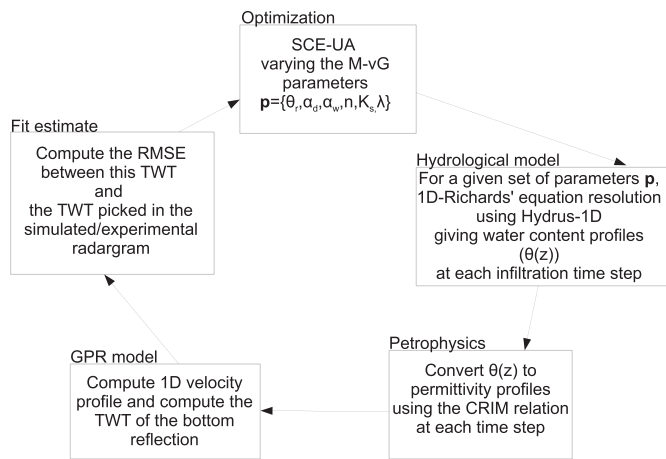 Optimization
SCE-UA
varying the M-vG
parameters
p={θr,αd,αw,n,Ks,λ}
Hydrological model
For a given set of parameters p,
1D-Richards' equation resolution
using Hydrus-1D
giving water content profiles
(θ(z))
at each infiltration time step
Petrophysics
Convert θ(z) to
permittivity profiles
using the CRIM relation
at each time step
GPR model
Compute 1D velocity
profile and compute the
TWT of the bottom
reflection
Fit estimate
Compute the RMSE
between this TWT
and
the TWT picked in the
simulated/experimental
radargram